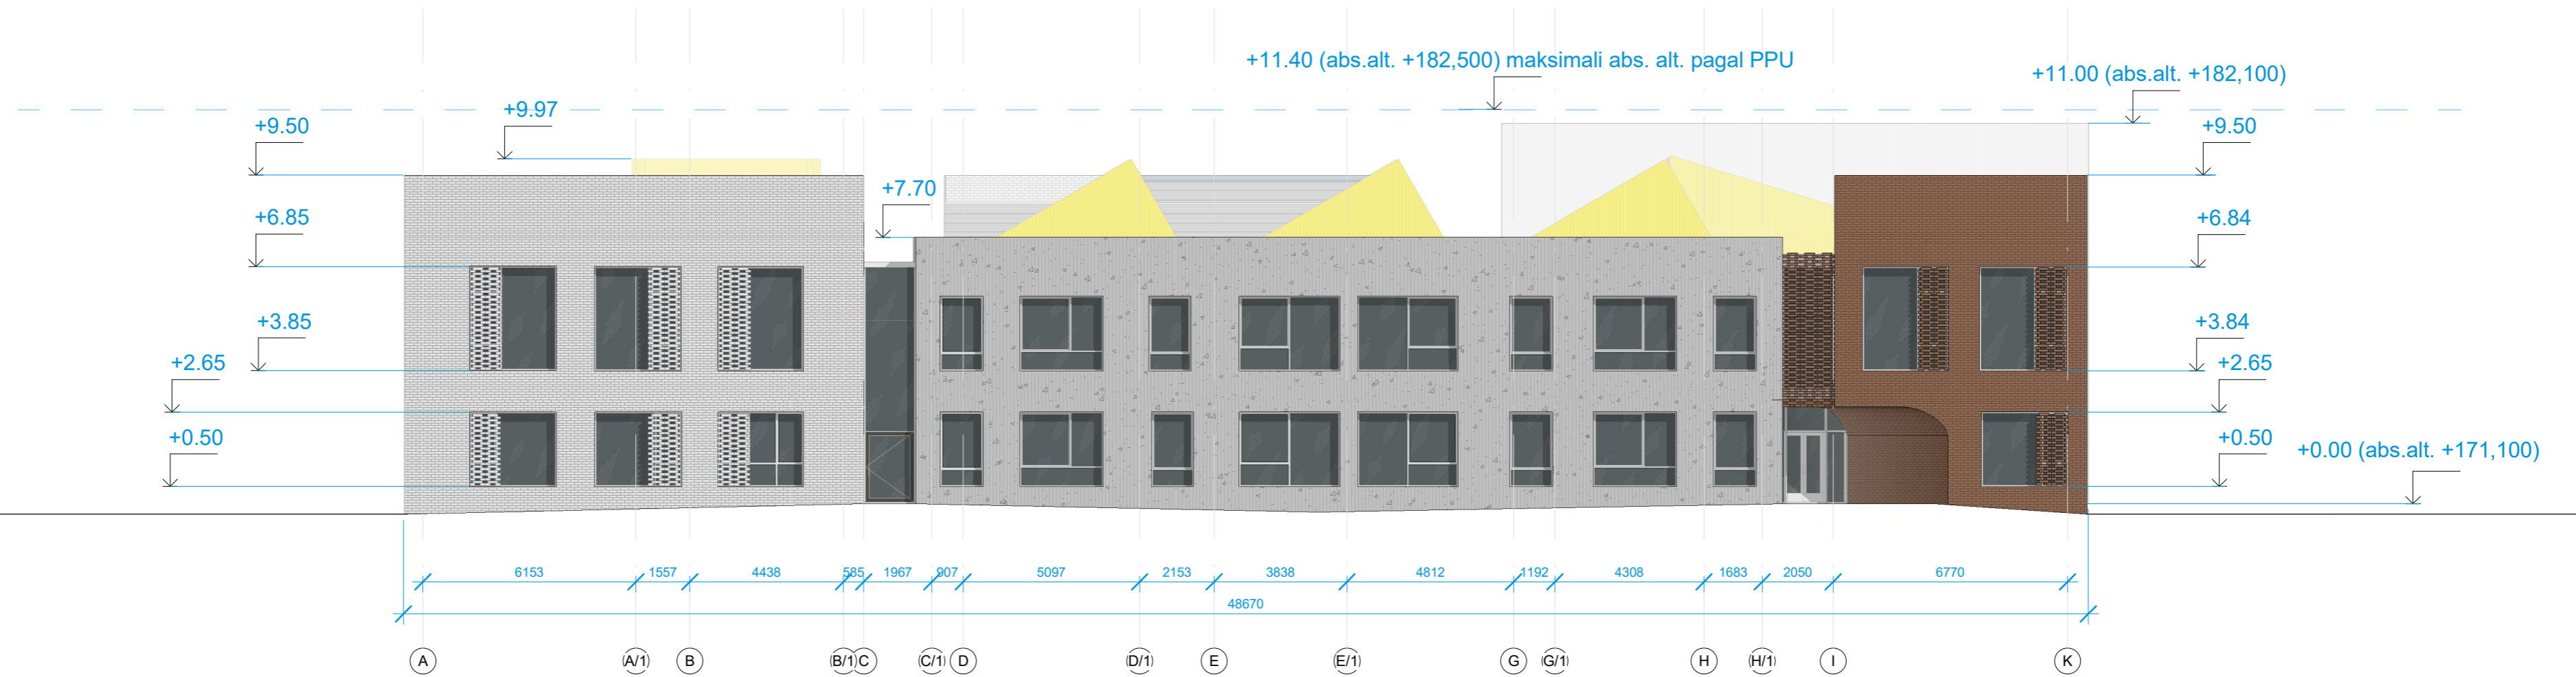 +11.40 (abs.alt. +182,500) maksimali abs. alt. pagal PPU
+11.00 (abs.alt. +182,100)
+9.97
+9.50
+9.50
+7.70
+6.85
+6.84
+3.85
+3.84
+2.65
+2.65
+0.50
+0.50
+0.00 (abs.alt. +171,100)
6153 1557 4438 585 1967 907 5097 2153 3838 4812 1192 4308 1683 2050 6770
48670
A A/1 B B/1 C C/1 D D/1 E E/1 G G/1 H H/1 I K